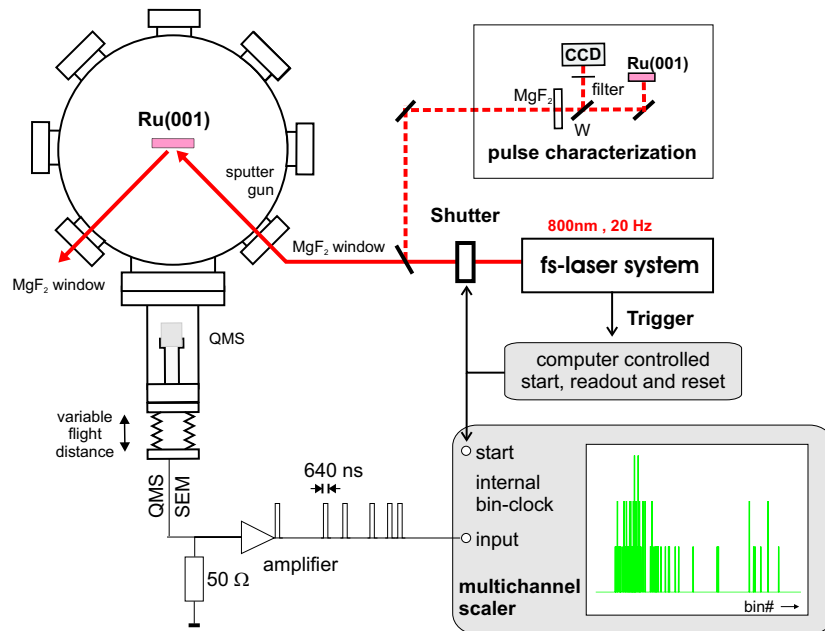 CCD
Ru(001)
filter
MgF₂
W
pulse characterization
Ru(001)
sputter
gun
Shutter
800nm , 20 Hz
MgF₂ window
fs-laser system
MgF₂ window
Trigger
QMS
computer controlled
start, readout and reset
variable
flight
distance
start
640 ns
internal
bin-clock
QMS
SEM
input
amplifier
50 Ω
multichannel
scaler
bin#